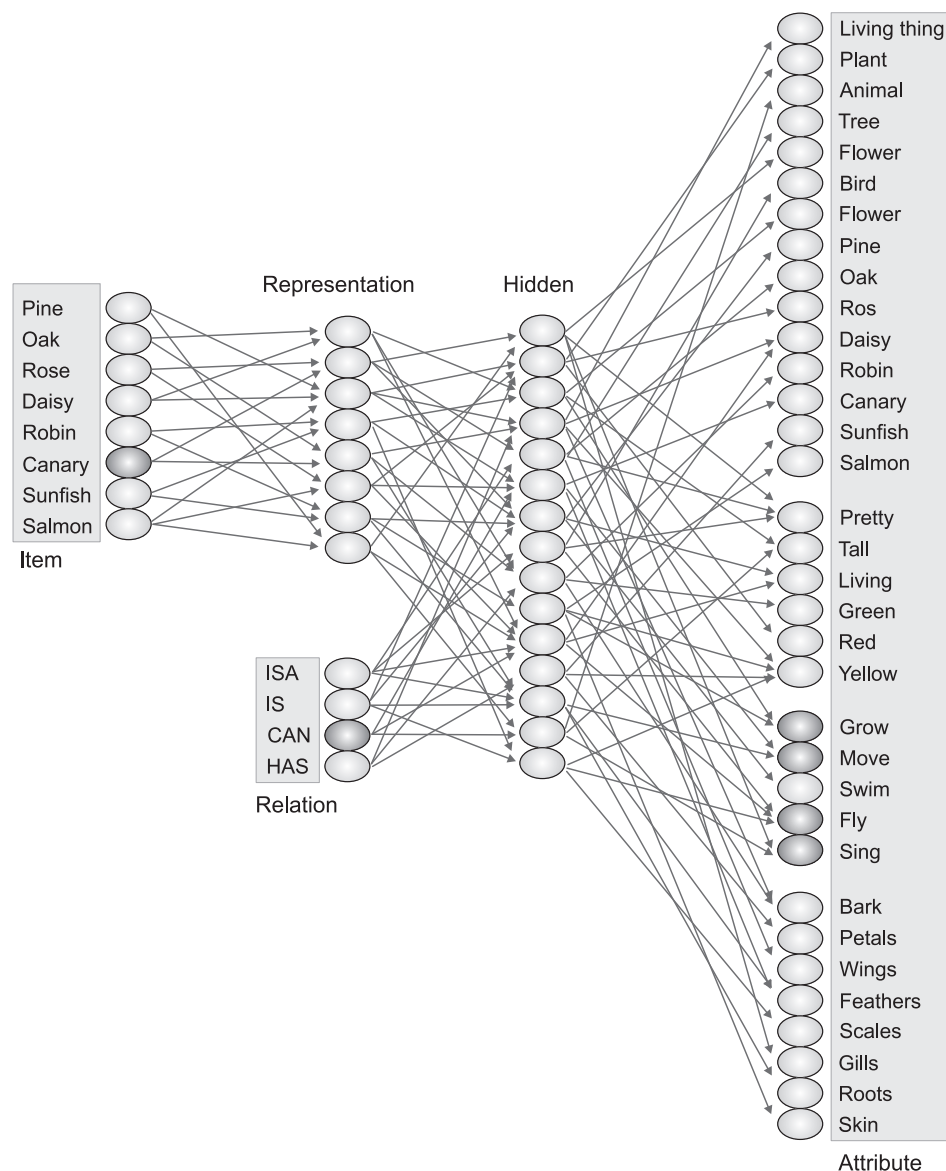 Representation
Hidden
Pine
Oak
Rose
Daisy
Robin
Canary
Sunfish
Salmon
Item
ISA
IS
CAN
HAS
Relation
Living thing
Plant
Animal
Tree
Flower
Bird
Flower
Pine
Oak
Ros
Daisy
Robin
Canary
Sunfish
Salmon
Pretty
Tall
Living
Green
Red
Yellow
Grow
Move
Swim
Fly
Sing
Bark
Petals
Wings
Feathers
Scales
Gills
Roots
Skin
Attribute